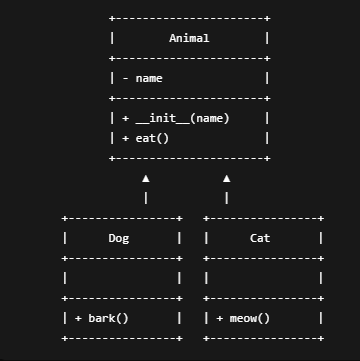 Animal
- name
+ __init__(name)
+ eat()
Dog Cat
+ bark() + meow()